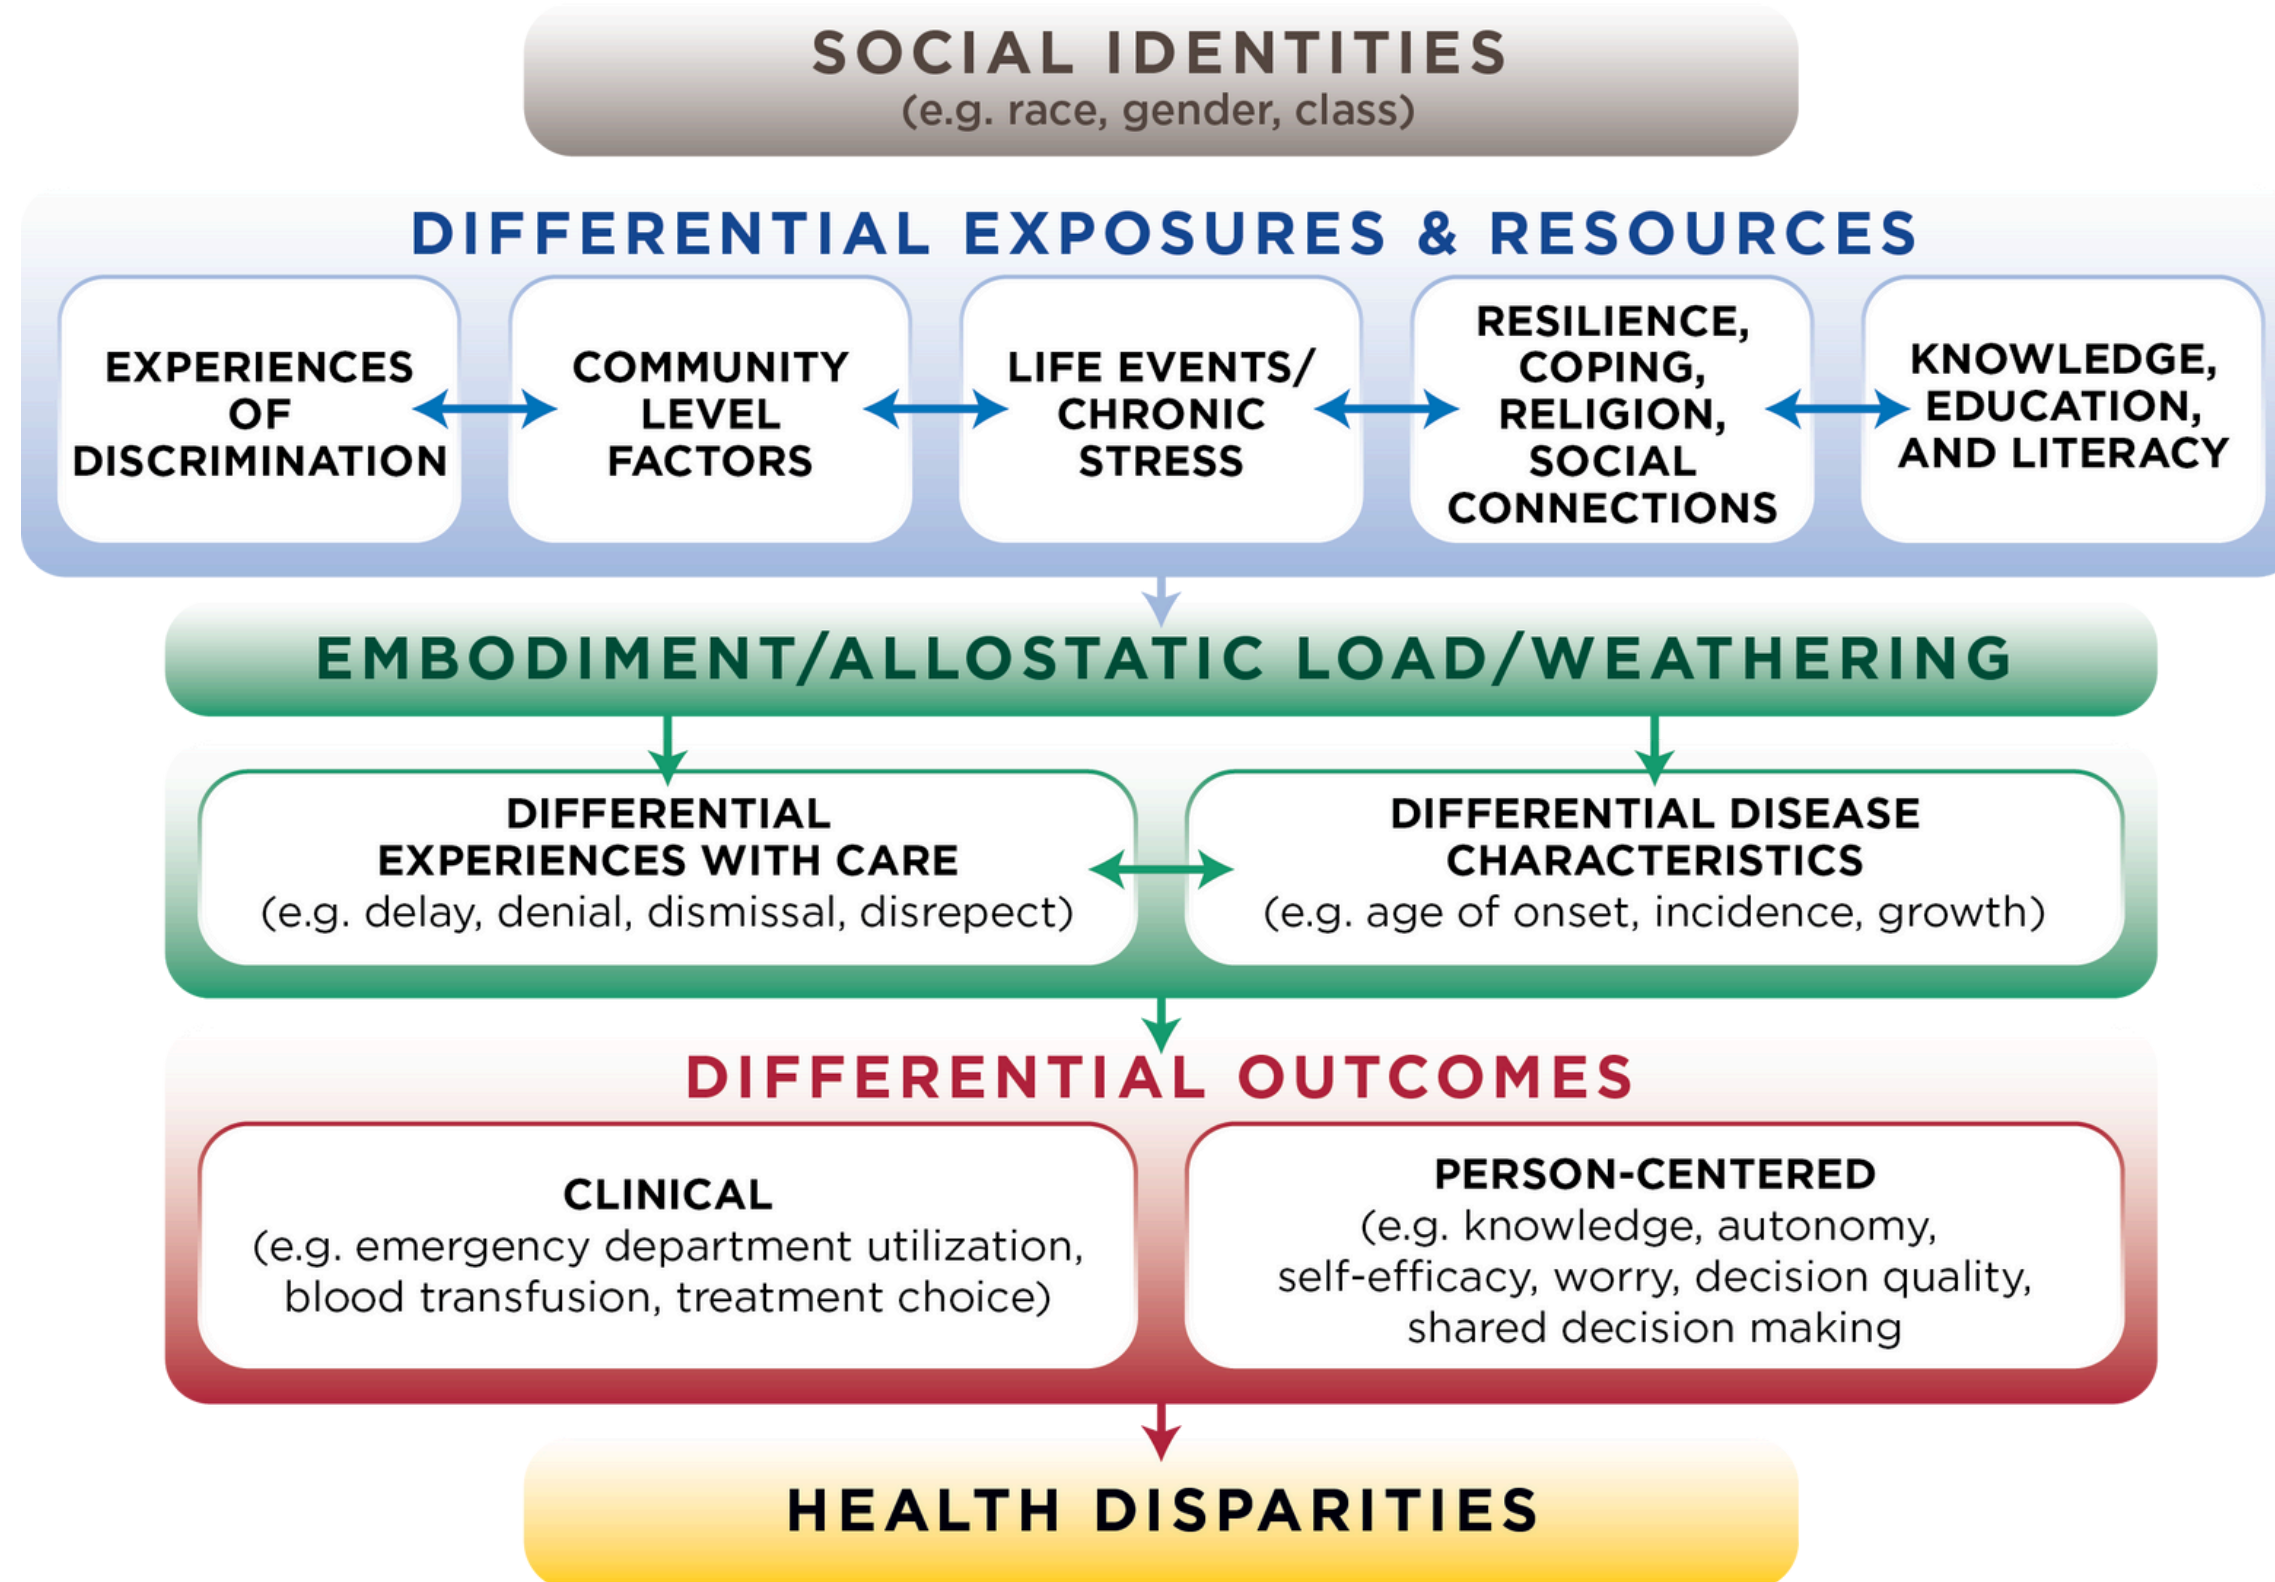 SOCIAL IDENTITIES
(e.g. race, gender, class)
DIFFERENTIAL EXPOSURES & RESOURCES
EXPERIENCES
OF
DISCRIMINATION
COMMUNITY
LEVEL
FACTORS
LIFE EVENTS/
CHRONIC
STRESS
RESILIENCE,
COPING,
RELIGION,
SOCIAL
CONNECTIONS
KNOWLEDGE,
EDUCATION,
AND LITERACY
EMBODIMENT/ALLOSTATIC LOAD/WEATHERING
DIFFERENTIAL
EXPERIENCES WITH CARE
(e.g. delay, denial, dismissal, disrepect)
DIFFERENTIAL DISEASE
CHARACTERISTICS
(e.g. age of onset, incidence, growth)
DIFFERENTIAL OUTCOMES
CLINICAL
(e.g. emergency department utilization,
blood transfusion, treatment choice)
PERSON-CENTERED
(e.g. knowledge, autonomy,
self-efficacy, worry, decision quality,
shared decision making
HEALTH DISPARITIES